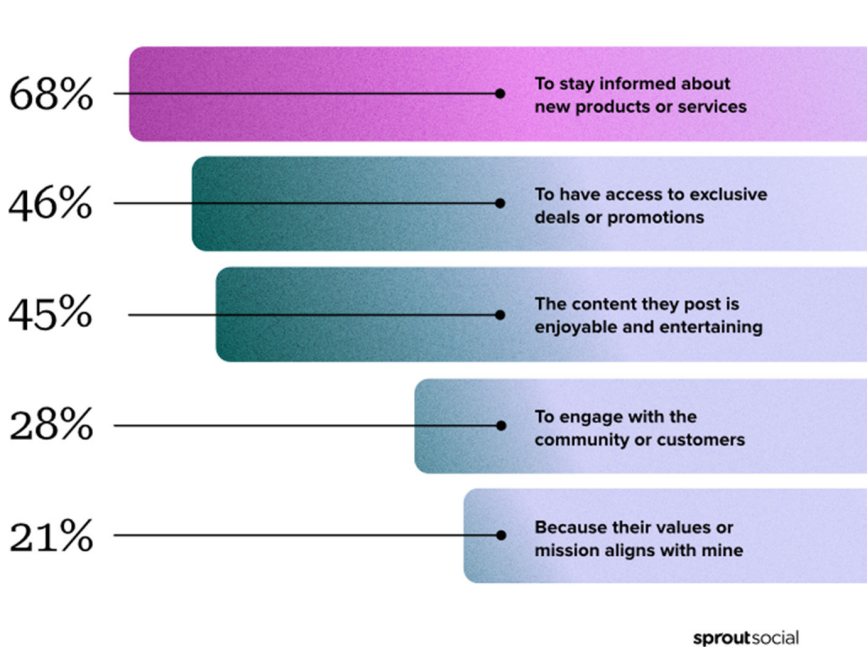 68%
To stay informed about
new products or services
46%
To have access to exclusive
deals or promotions
45%
The content they post is
enjoyable and entertaining
28%
To engage with the
community or customers
21%
Because their values or
mission aligns with mine
sproutsocial